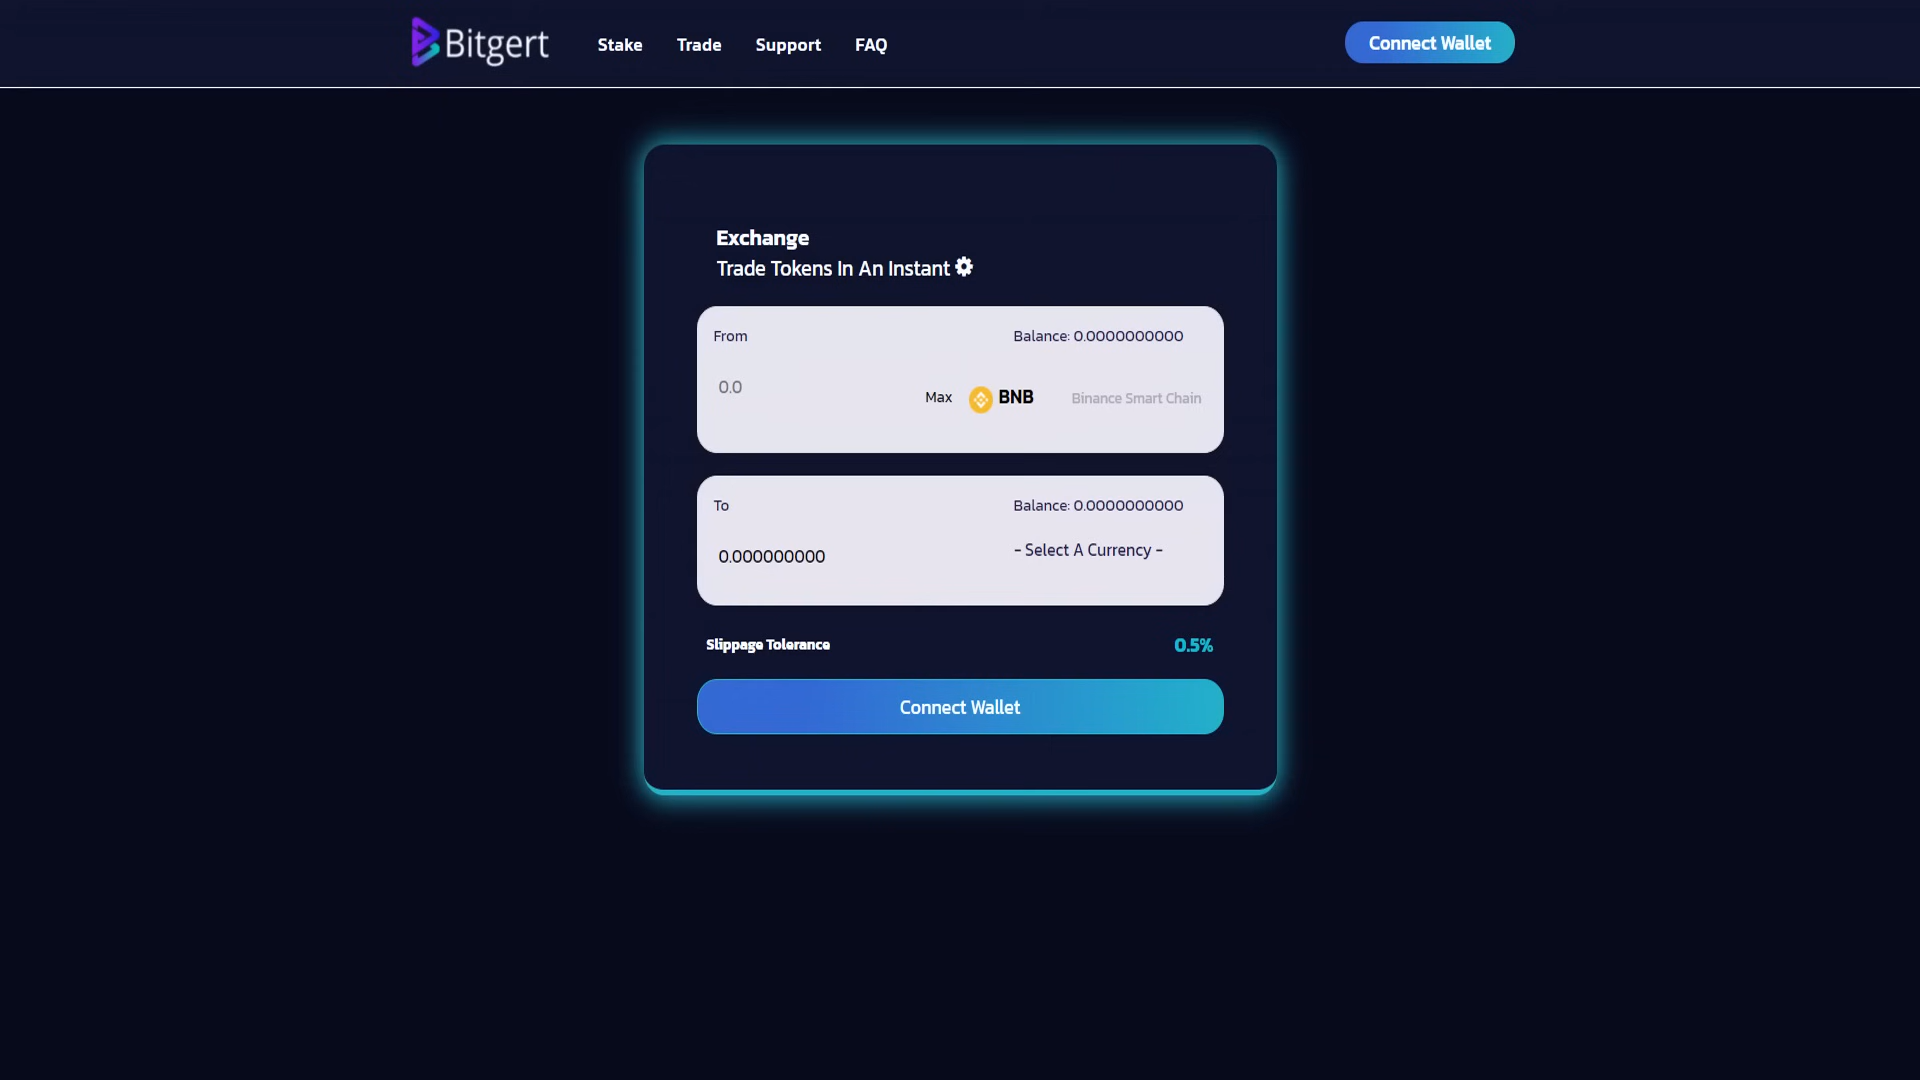 Bitgert
Stake
Trade
Support
FAQ
Connect Wallet
Exchange
Trade Tokens In An Instant
From
Balance: 0.0000000000
0.0
Max
BNB
Binance Smart Chain
To
Balance: 0.0000000000
0.000000000
- Select A Currency -
Slippage Tolerance
0.5%
Connect Wallet